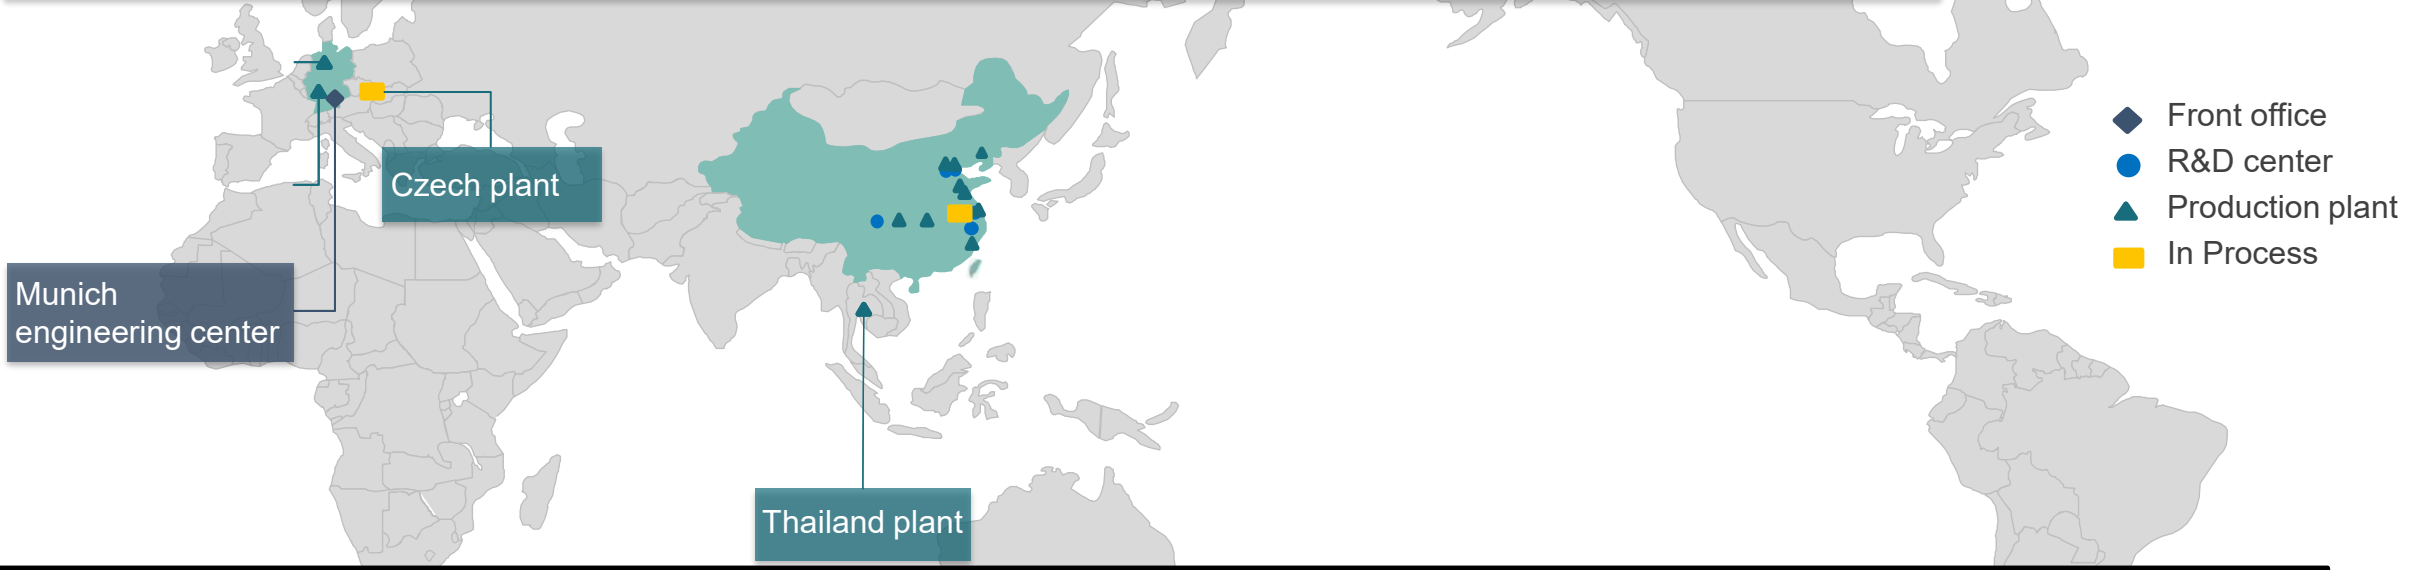 Front office
R&D center
Production plant
In Process
Czech plant
Munich
engineering center
Thailand plant